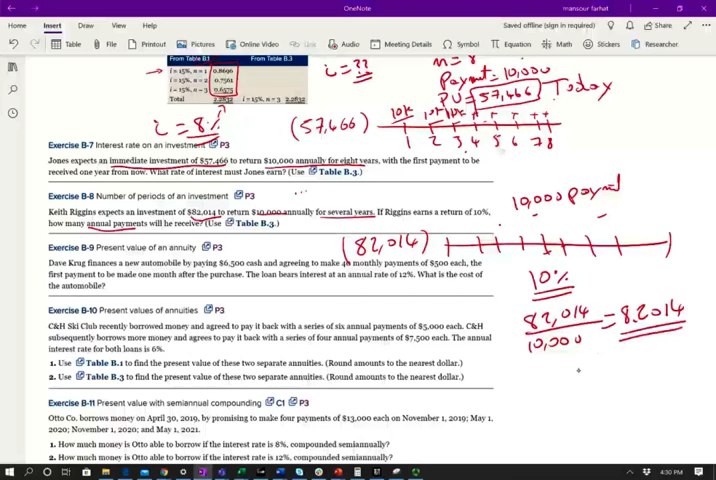 OneNote
mansour farhat
Home
Insert
Saved offline (sign in required)
Share
Table
Printout
Pictures
Online Video
Audio
Meeting Details
Symbol
Equation
Math
Stickers
Researcher
From Table B.1 From Table B.3
i = 15%, n = 1 0.8696
i = 15%, n = 2 0.7561
i = 15%, n = 3 0.6575
Total 2.2832 i = 15%, n = 3 2.2832
i = ??
n = 8
Payment = 10,000
PV = 57,466 Today
i = 8%
(57,466)
1 2 3 4 5 6 7 8
Exercise B-7 Interest rate on an investment P3
Jones expects an immediate investment of $57,466 to return $10,000 annually for eight years, with the first payment to be
received one year from now. What rate of interest must Jones earn? (Use Table B.3.)
Exercise B-8 Number of periods of an investment P3
Keith Riggins expects an investment of $82,014 to return $10,000 annually for several years. If Riggins earns a return of 10%,
how many annual payments will he receive? (Use Table B.3.)
10,000 paymt
(82,014)
10%
82,014
10,000
= 8.2014
Exercise B-9 Present value of an annuity P3
Dave Krug finances a new automobile by paying $6,500 cash and agreeing to make 40 monthly payments of $500 each, the
first payment to be made one month after the purchase. The loan bears interest at an annual rate of 12%. What is the cost of
the automobile?
Exercise B-10 Present values of annuities P3
C&H Ski Club recently borrowed money and agreed to pay it back with a series of six annual payments of $5,000 each. C&H
subsequently borrows more money and agrees to pay it back with a series of four annual payments of $7,500 each. The annual
interest rate for both loans is 6%.
1. Use Table B.1 to find the present value of these two separate annuities. (Round amounts to the nearest dollar.)
2. Use Table B.3 to find the present value of these two separate annuities. (Round amounts to the nearest dollar.)
Exercise B-11 Present value with semiannual compounding C1 P3
Otto Co. borrows money on April 30, 2019, by promising to make four payments of $13,000 each on November 1, 2019; May 1,
2020; November 1, 2020; and May 1, 2021.
1. How much money is Otto able to borrow if the interest rate is 8%, compounded semiannually?
2. How much money is Otto able to borrow if the interest rate is 12%, compounded semiannually?
4:30 PM